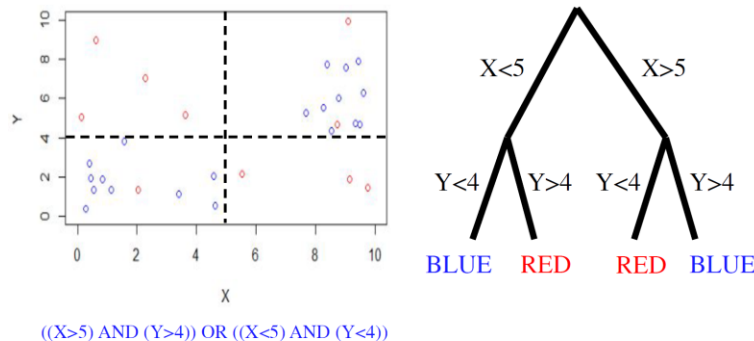 10
8
6
4
2
0
Y
0 2 4 6 8 10
X
((X>5) AND (Y>4)) OR ((X<5) AND (Y<4))
X<5 X>5
Y<4 Y>4 Y<4 Y>4
BLUE RED RED BLUE